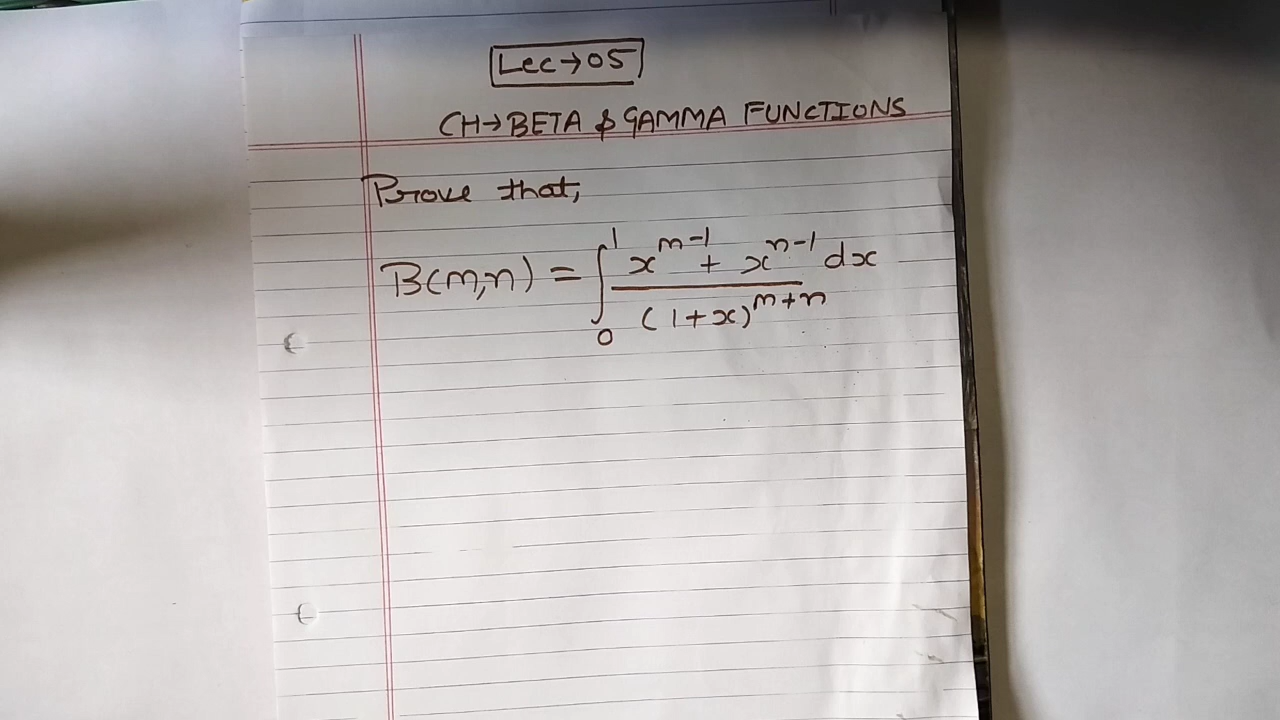 Lec→05
CH→BETA & GAMMA FUNCTIONS
Prove that,
B(m,n) = ∫₀¹ (x^(m-1) + x^(n-1) dx)/(1+x)^(m+n)